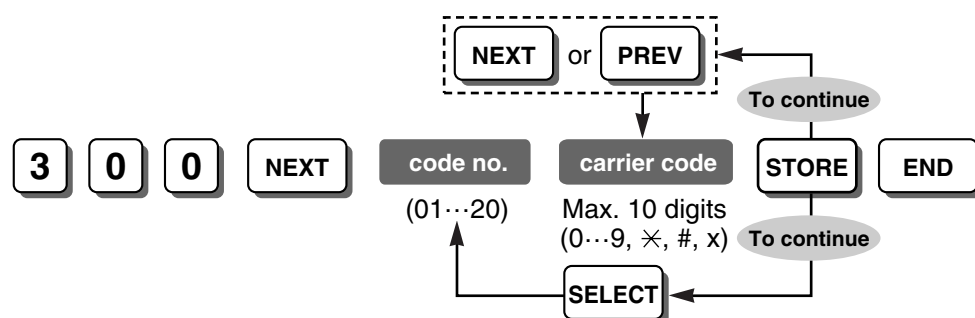 NEXT or PREV
To continue
3 0 0 NEXT code no. carrier code STORE END
(01···20) Max. 10 digits
(0···9, ✳, #, x) To continue
SELECT